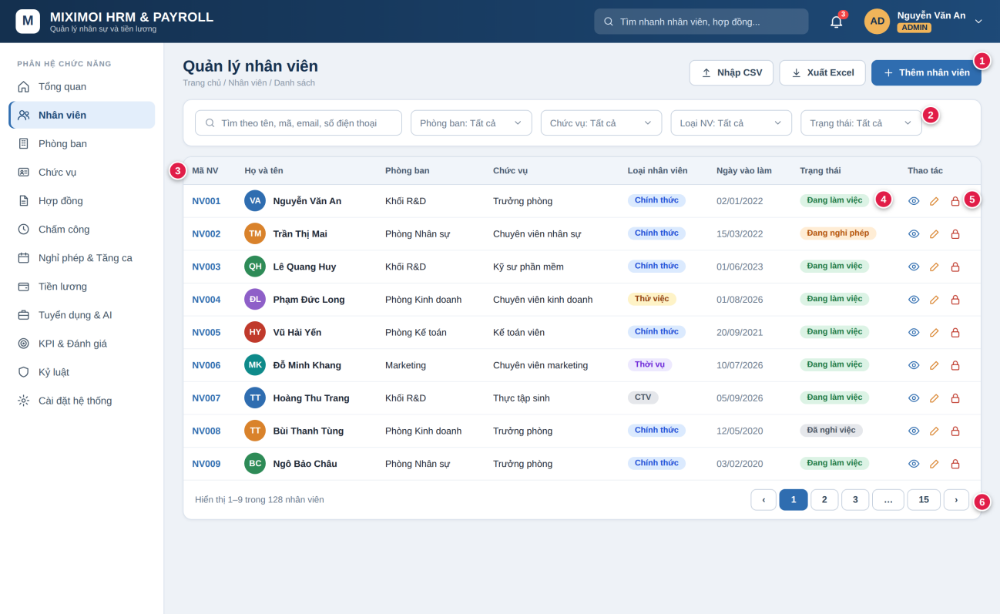 M
MIXIMOI HRM & PAYROLL
Quản lý nhân sự và tiền lương
Tìm nhanh nhân viên, hợp đồng...
3
AD
Nguyễn Văn An
ADMIN
PHÂN HỆ CHỨC NĂNG
Tổng quan
Nhân viên
Phòng ban
Chức vụ
Hợp đồng
Chấm công
Nghỉ phép & Tăng ca
Tiền lương
Tuyển dụng & AI
KPI & Đánh giá
Kỷ luật
Cài đặt hệ thống
Quản lý nhân viên
Trang chủ / Nhân viên / Danh sách
Nhập CSV
Xuất Excel
Thêm nhân viên
1
Tìm theo tên, mã, email, số điện thoại
Phòng ban: Tất cả
Chức vụ: Tất cả
Loại NV: Tất cả
Trạng thái: Tất cả
2
3
Mã NV Họ và tên Phòng ban Chức vụ Loại nhân viên Ngày vào làm Trạng thái Thao tác
NV001 VA Nguyễn Văn An Khối R&D Trưởng phòng Chính thức 02/01/2022 Đang làm việc 4 5
NV002 TM Trần Thị Mai Phòng Nhân sự Chuyên viên nhân sự Chính thức 15/03/2022 Đang nghỉ phép
NV003 QH Lê Quang Huy Khối R&D Kỹ sư phần mềm Chính thức 01/06/2023 Đang làm việc
NV004 ĐL Phạm Đức Long Phòng Kinh doanh Chuyên viên kinh doanh Thử việc 01/08/2026 Đang làm việc
NV005 HY Vũ Hải Yến Phòng Kế toán Kế toán viên Chính thức 20/09/2021 Đang làm việc
NV006 MK Đỗ Minh Khang Marketing Chuyên viên marketing Thời vụ 10/07/2026 Đang làm việc
NV007 TT Hoàng Thu Trang Khối R&D Thực tập sinh CTV 05/09/2026 Đang làm việc
NV008 TT Bùi Thanh Tùng Phòng Kinh doanh Trưởng phòng Chính thức 12/05/2020 Đã nghỉ việc
NV009 BC Ngô Bảo Châu Phòng Nhân sự Trưởng phòng Chính thức 03/02/2020 Đang làm việc
Hiển thị 1–9 trong 128 nhân viên
‹ 1 2 3 … 15 ›
6